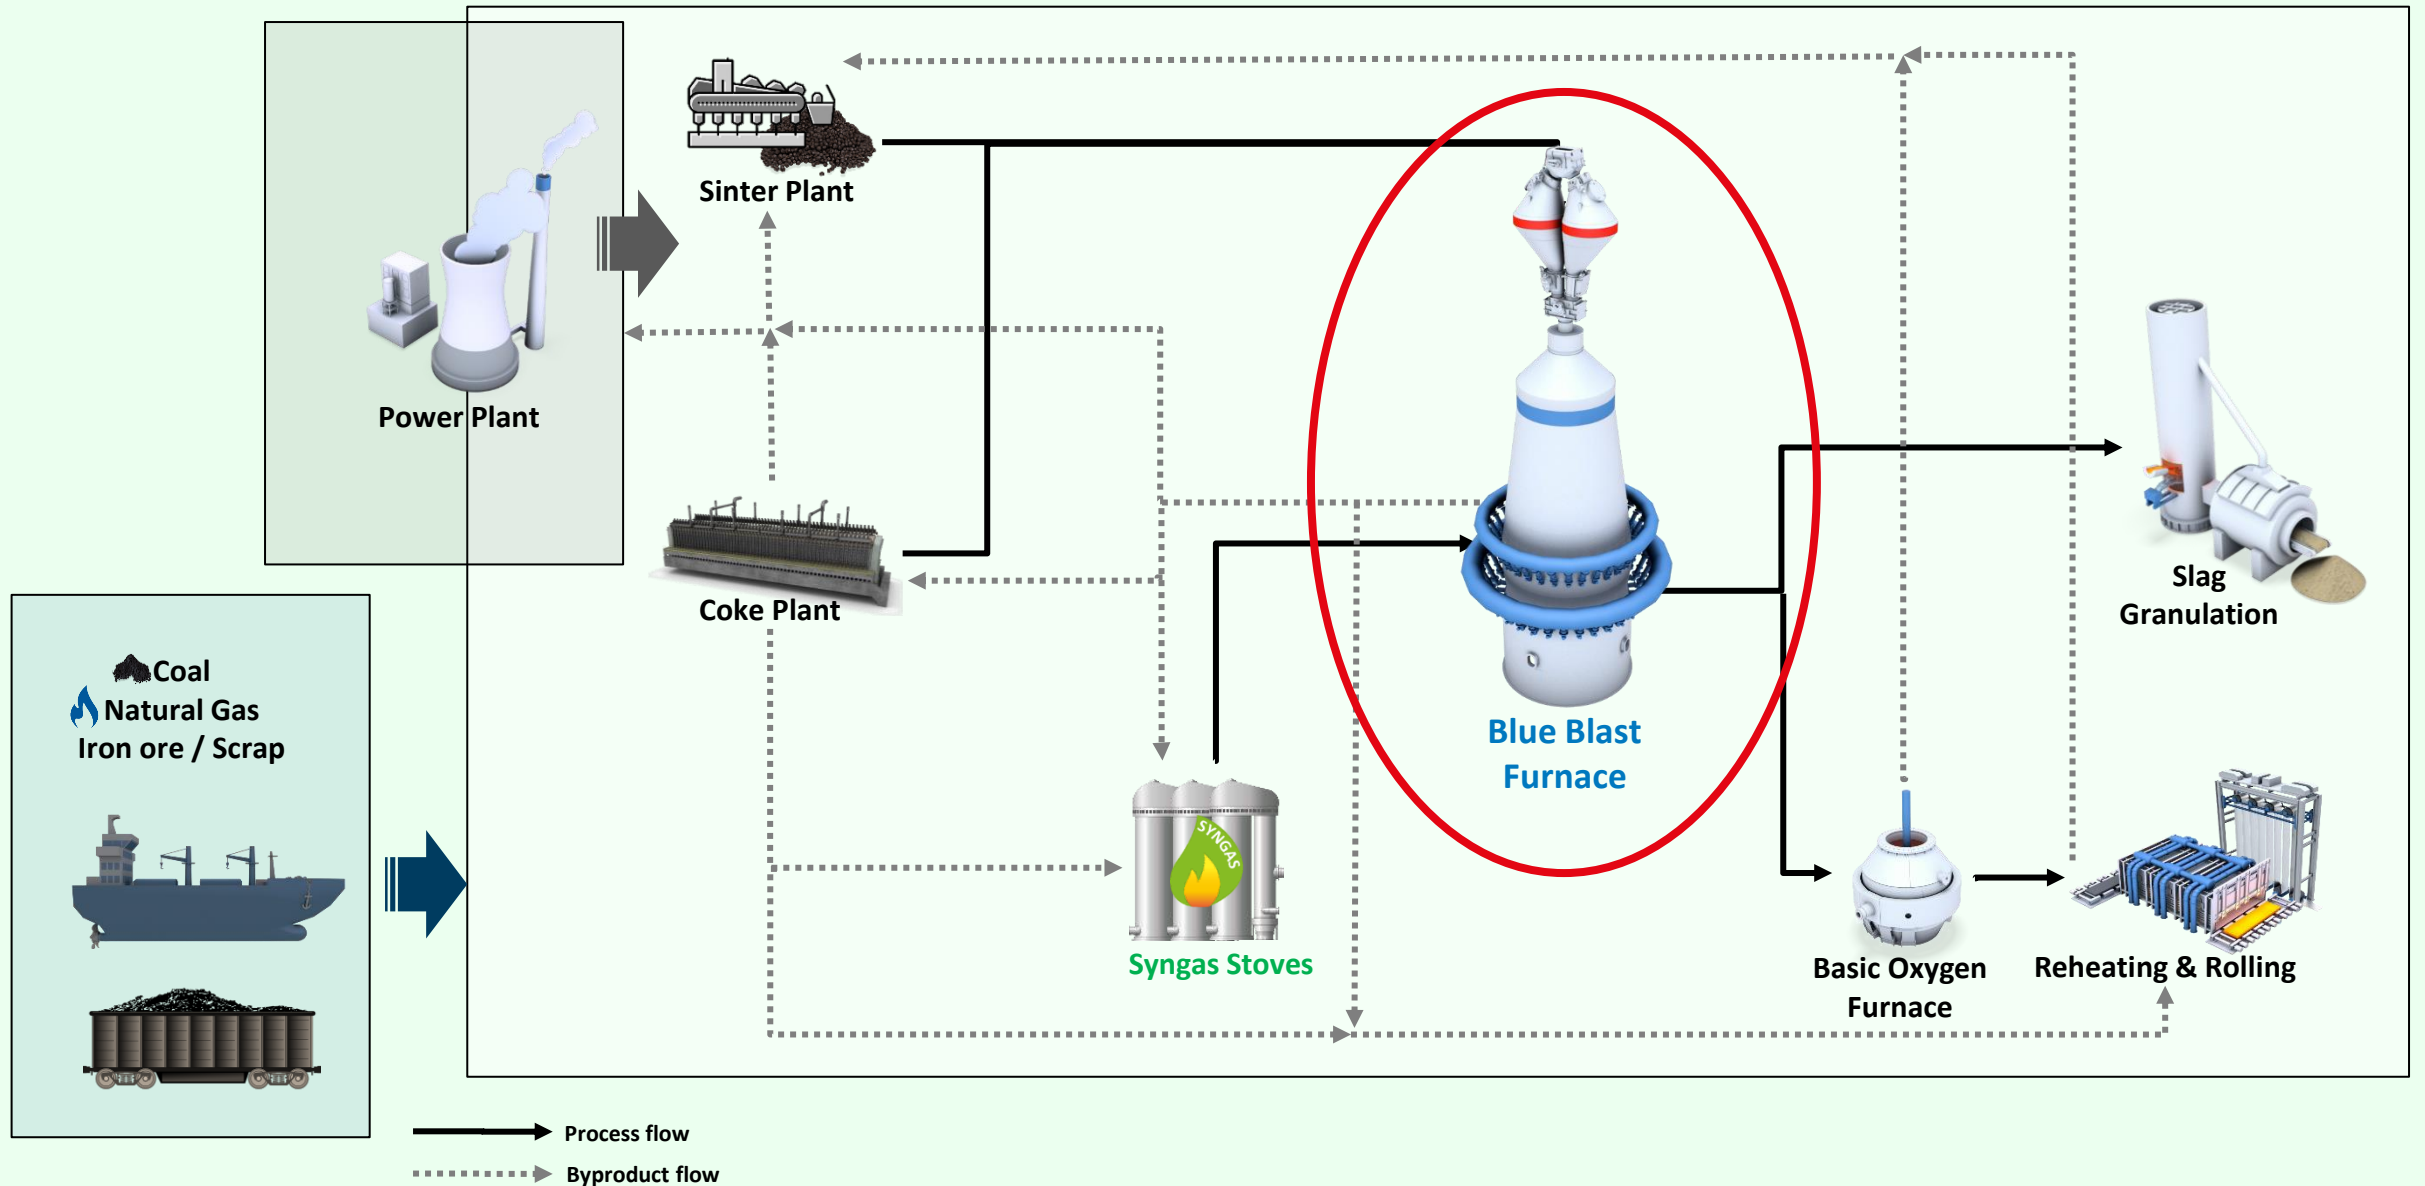 Sinter Plant
Power Plant
Coke Plant
Slag
Granulation
Coal
Natural Gas
Iron ore / Scrap
Blue Blast
Furnace
SYNGAS
Syngas Stoves
Basic Oxygen
Furnace
Reheating & Rolling
Process flow
Byproduct flow